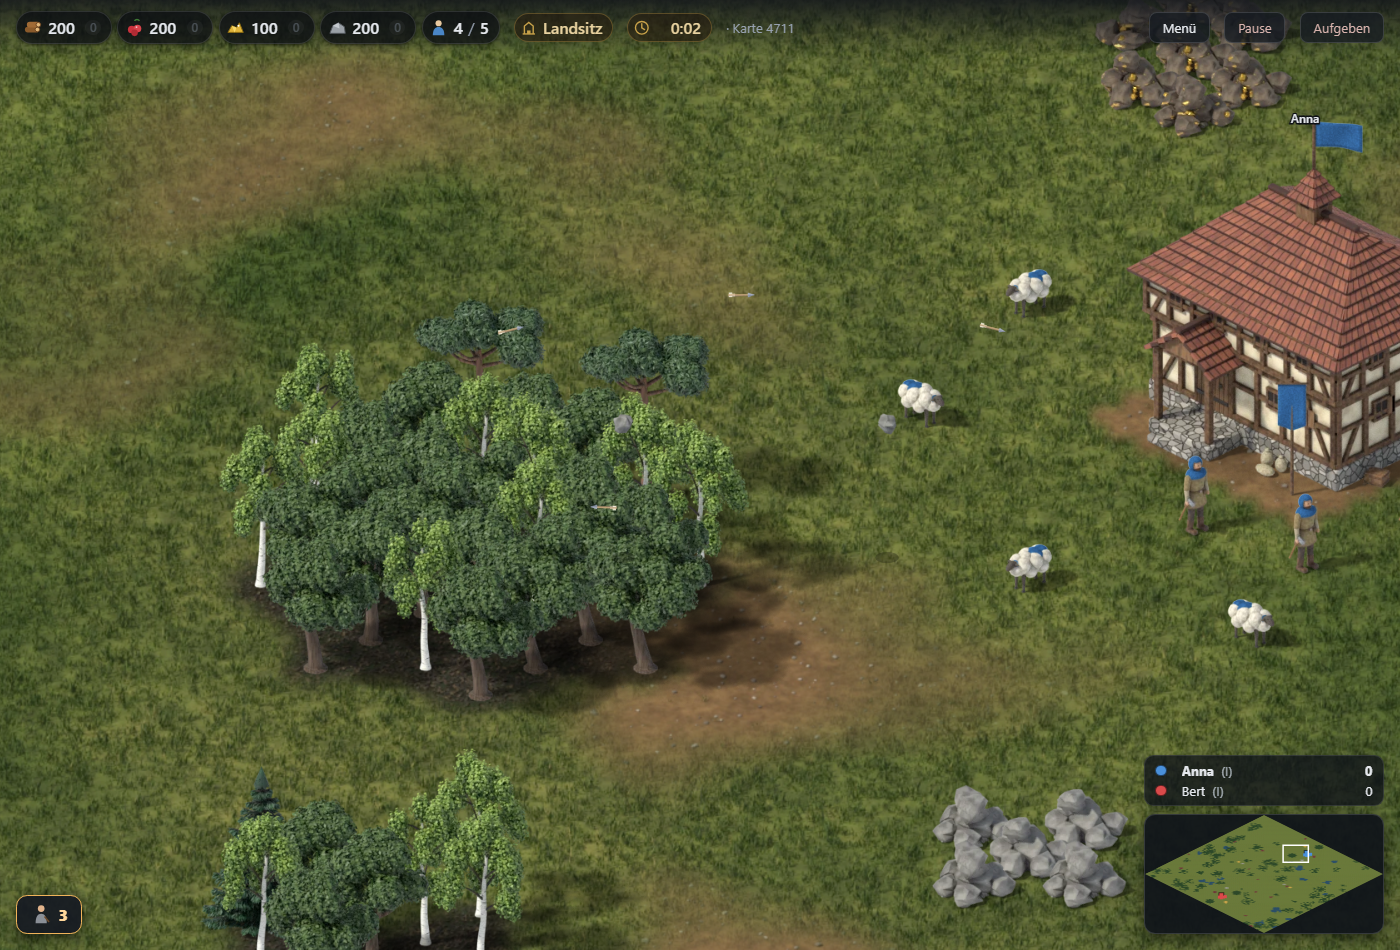 200 0 200 0 100 0 200 0 4 / 5 Landsitz 0:02 · Karte 4711 Menü Pause Aufgeben
Anna
Anna (I) 0
Bert (I) 0
3